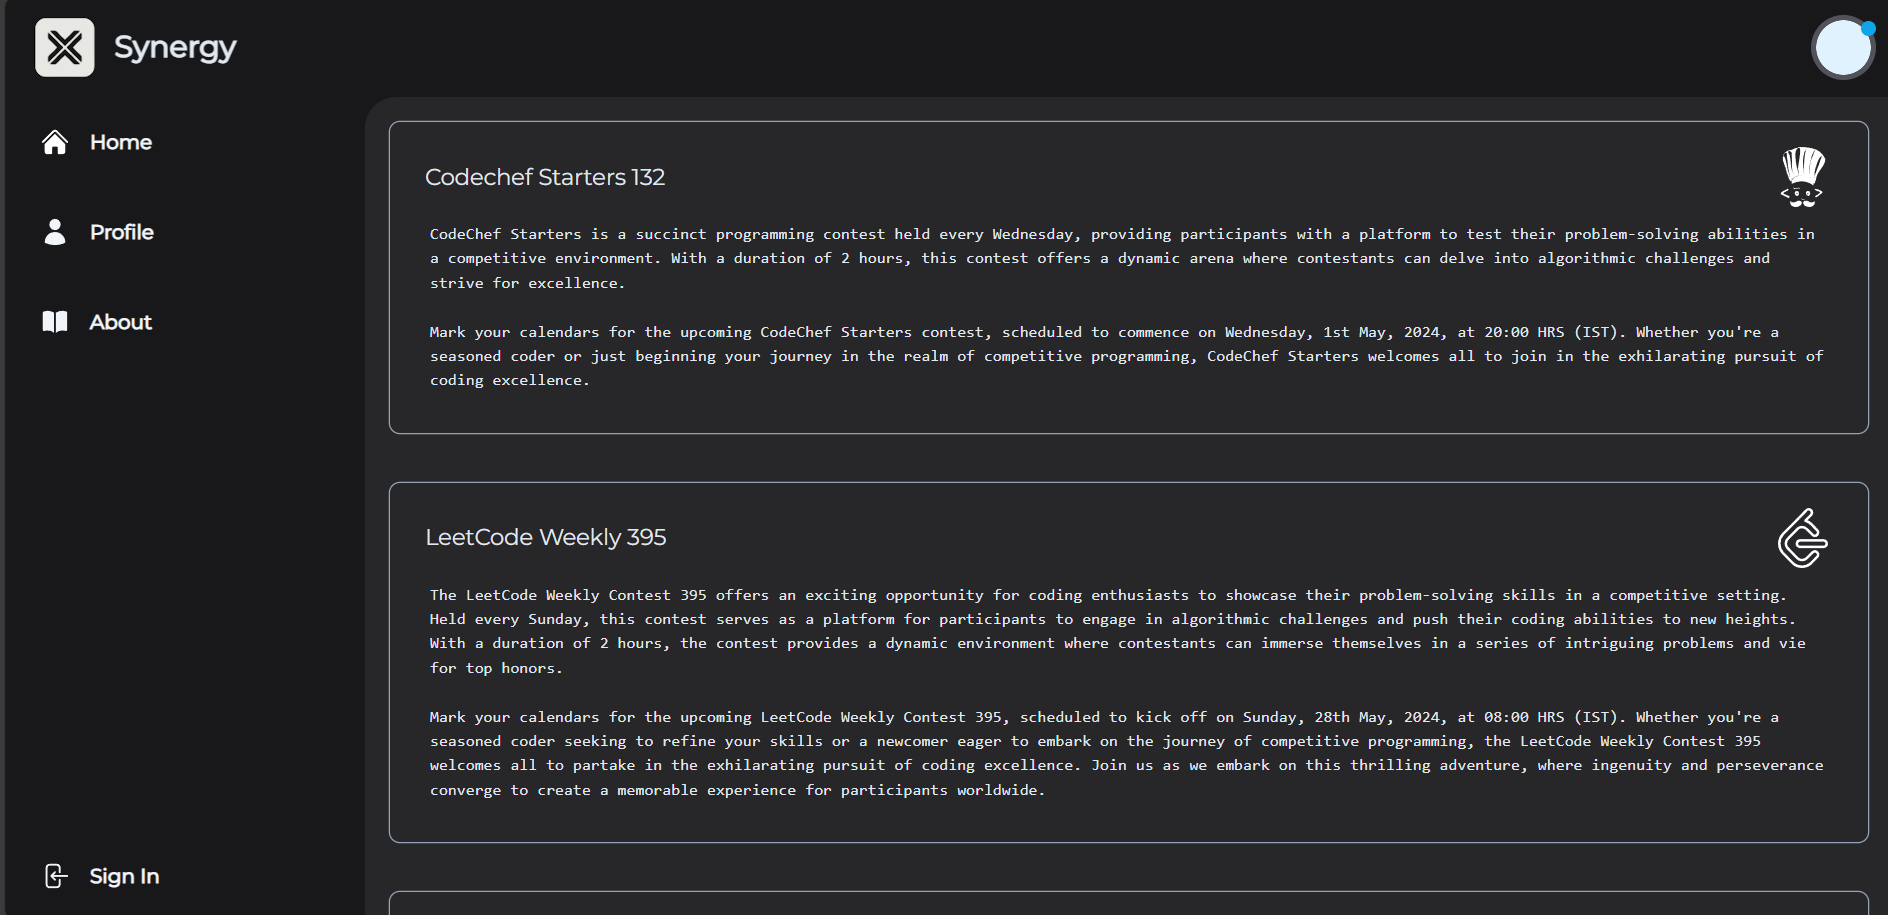 Synergy
Home
Profile
About
Sign In
Codechef Starters 132
CodeChef Starters is a succinct programming contest held every Wednesday, providing participants with a platform to test their problem-solving abilities in
a competitive environment. With a duration of 2 hours, this contest offers a dynamic arena where contestants can delve into algorithmic challenges and
strive for excellence.
Mark your calendars for the upcoming CodeChef Starters contest, scheduled to commence on Wednesday, 1st May, 2024, at 20:00 HRS (IST). Whether you're a
seasoned coder or just beginning your journey in the realm of competitive programming, CodeChef Starters welcomes all to join in the exhilarating pursuit of
coding excellence.
LeetCode Weekly 395
The LeetCode Weekly Contest 395 offers an exciting opportunity for coding enthusiasts to showcase their problem-solving skills in a competitive setting.
Held every Sunday, this contest serves as a platform for participants to engage in algorithmic challenges and push their coding abilities to new heights.
With a duration of 2 hours, the contest provides a dynamic environment where contestants can immerse themselves in a series of intriguing problems and vie
for top honors.
Mark your calendars for the upcoming LeetCode Weekly Contest 395, scheduled to kick off on Sunday, 28th May, 2024, at 08:00 HRS (IST). Whether you're a
seasoned coder seeking to refine your skills or a newcomer eager to embark on the journey of competitive programming, the LeetCode Weekly Contest 395
welcomes all to partake in the exhilarating pursuit of coding excellence. Join us as we embark on this thrilling adventure, where ingenuity and perseverance
converge to create a memorable experience for participants worldwide.